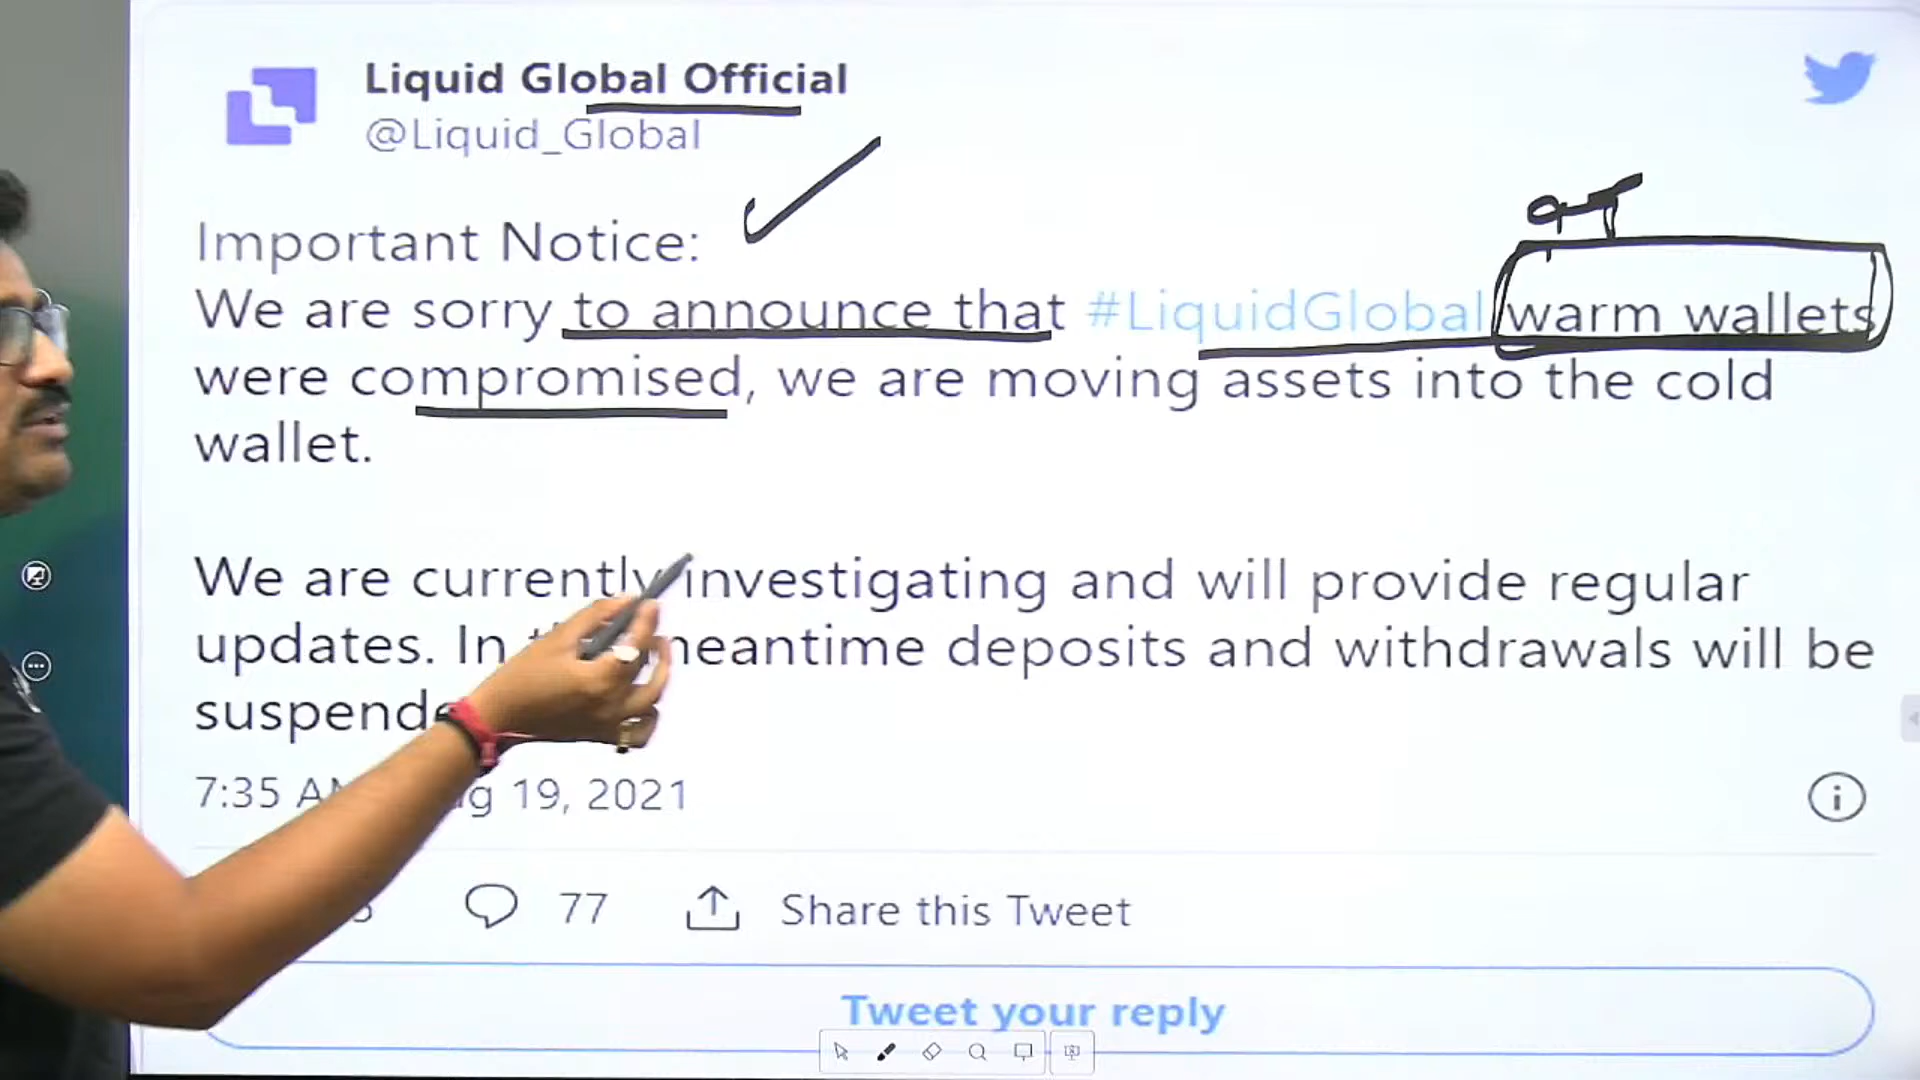 Liquid Global Official
@Liquid_Global
Important Notice:
We are sorry to announce that #LiquidGlobal warm wallets
were compromised, we are moving assets into the cold
wallet.
We are currently investigating and will provide regular
updates. In meantime deposits and withdrawals will be
7:35 19, 2021
77 Share this Tweet
Tweet your reply